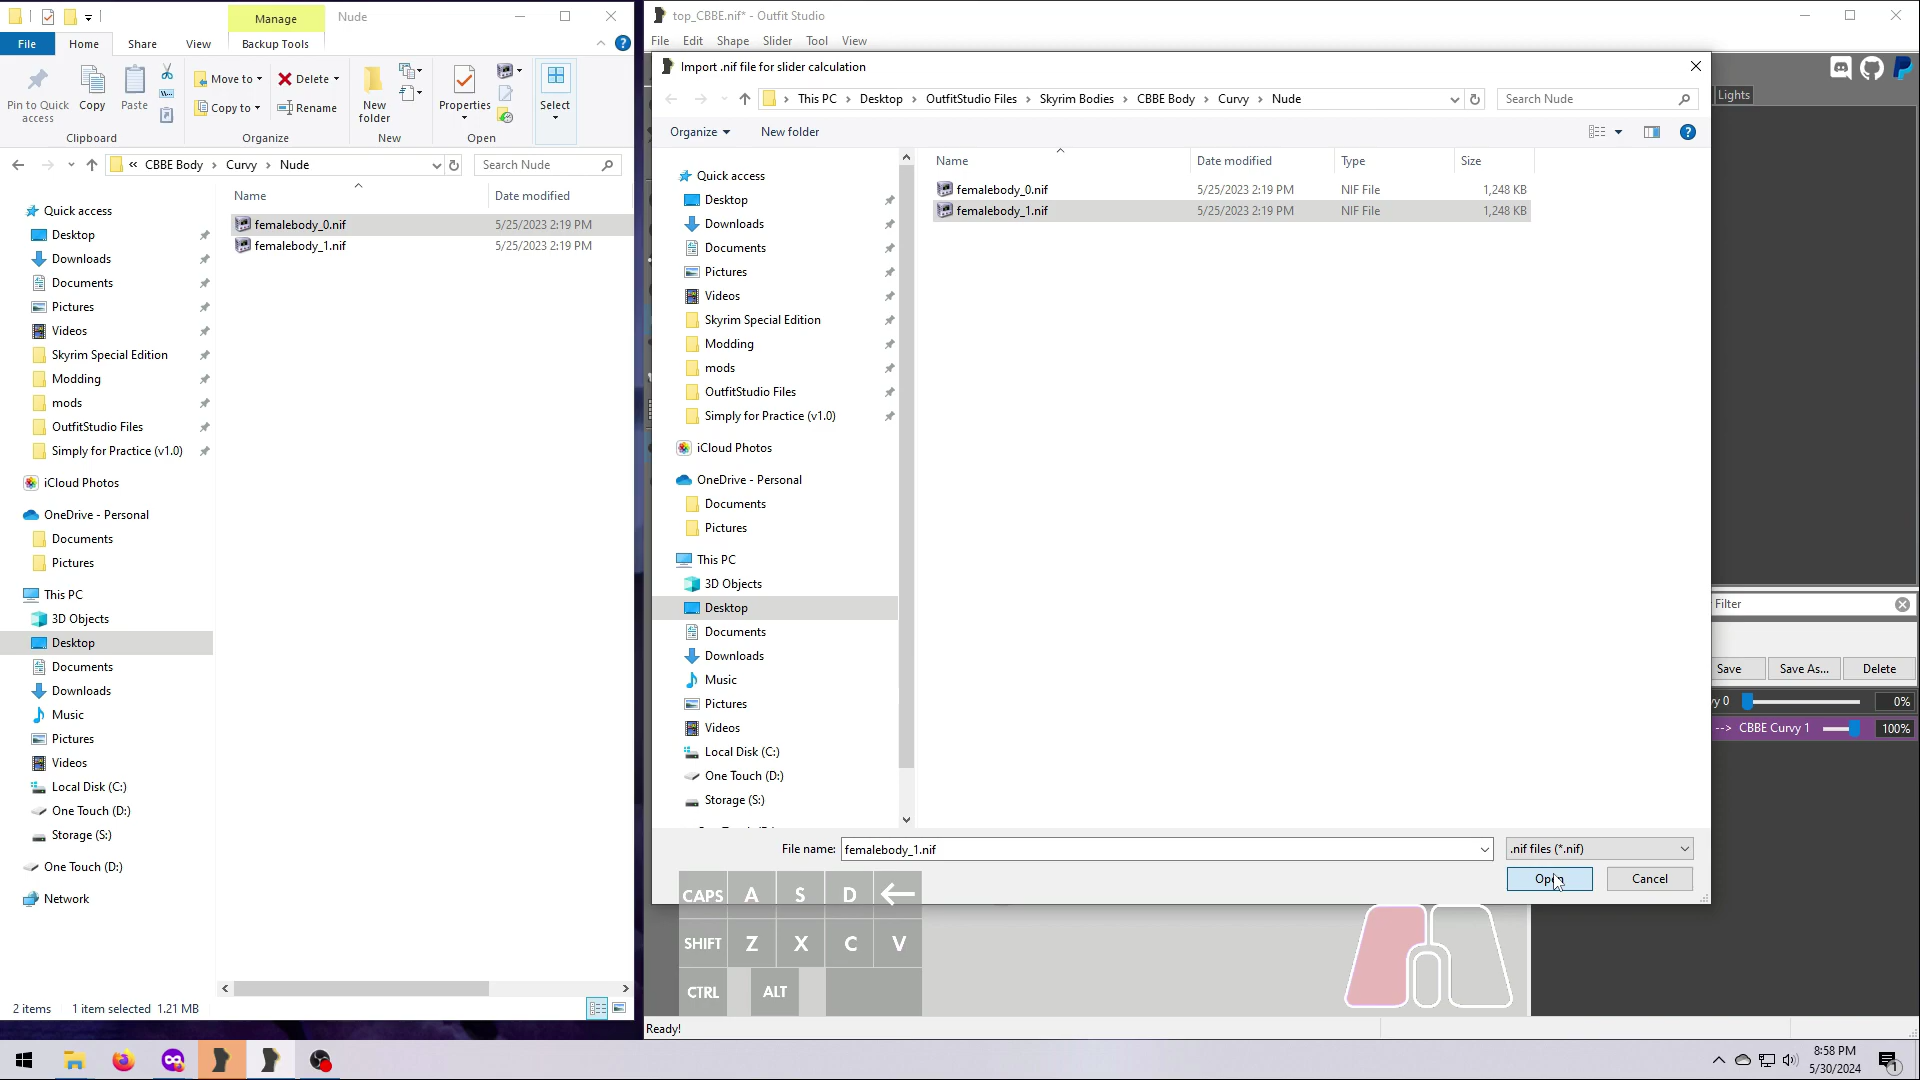 Manage
Nude
File
Home
Share
View
Backup Tools
Pin to Quick access
Copy
Paste
Move to
Copy to
Delete
Rename
New folder
Properties
Select
Clipboard
Organize
New
Open
« CBBE Body > Curvy > Nude
Search Nude
Name
Date modified
femalebody_0.nif
5/25/2023 2:19 PM
femalebody_1.nif
5/25/2023 2:19 PM
Quick access
Desktop
Downloads
Documents
Pictures
Videos
Skyrim Special Edition
Modding
mods
OutfitStudio Files
Simply for Practice (v1.0)
iCloud Photos
OneDrive - Personal
Documents
Pictures
This PC
3D Objects
Desktop
Documents
Downloads
Music
Pictures
Videos
Local Disk (C:)
One Touch (D:)
Storage (S:)
One Touch (D:)
Network
2 items
1 item selected 1.21 MB
top_CBBE.nif* - Outfit Studio
File Edit Shape Slider Tool View
Import .nif file for slider calculation
> This PC > Desktop > OutfitStudio Files > Skyrim Bodies > CBBE Body > Curvy > Nude
Search Nude
Organize
New folder
Name
Date modified
Type
Size
femalebody_0.nif
5/25/2023 2:19 PM
NIF File
1,248 KB
femalebody_1.nif
5/25/2023 2:19 PM
NIF File
1,248 KB
Quick access
Desktop
Downloads
Documents
Pictures
Videos
Skyrim Special Edition
Modding
mods
OutfitStudio Files
Simply for Practice (v1.0)
iCloud Photos
OneDrive - Personal
Documents
Pictures
This PC
3D Objects
Desktop
Documents
Downloads
Music
Pictures
Videos
Local Disk (C:)
One Touch (D:)
Storage (S:)
File name:
femalebody_1.nif
.nif files (*.nif)
Open
Cancel
Lights
Filter
Save
Save As...
Delete
vy 0
0%
--> CBBE Curvy 1
100%
CAPS A S D
SHIFT Z X C V
CTRL ALT
Ready!
8:58 PM
5/30/2024
1